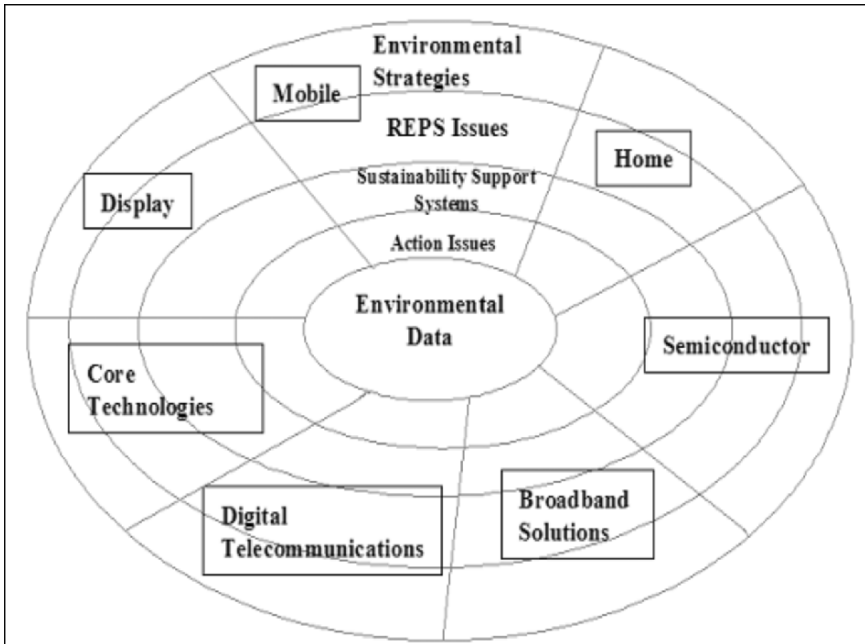 Environmental
Strategies
Mobile
REPS Issues
Home
Sustainability Support
Systems
Display
Action Issues
Environmental
Data
Semiconductor
Core
Technologies
Broadband
Solutions
Digital
Telecommunications